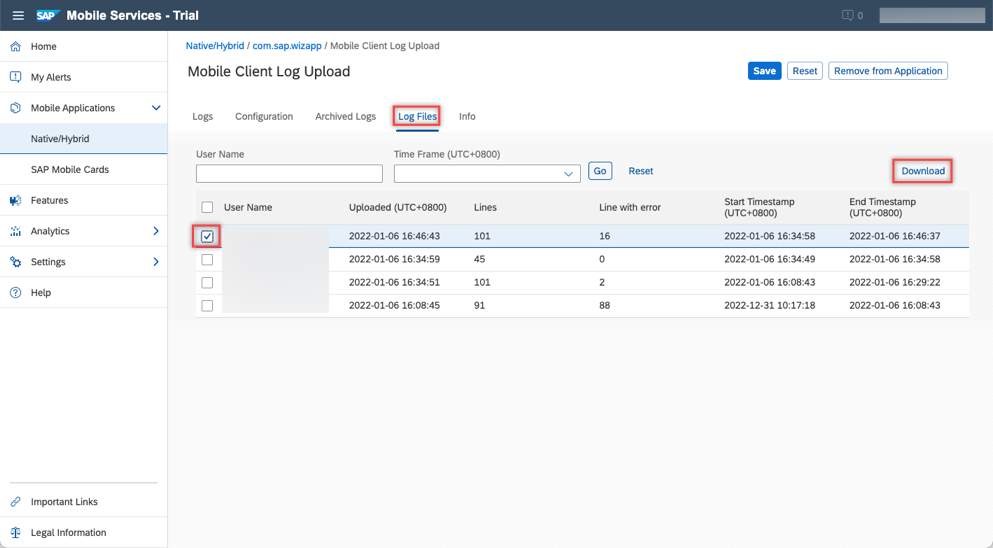 SAP Mobile Services - Trial
0
Home
My Alerts
Mobile Applications
Native/Hybrid
SAP Mobile Cards
Features
Analytics
Settings
Help
Important Links
Legal Information
Native/Hybrid / com.sap.wizapp / Mobile Client Log Upload
Mobile Client Log Upload
Save Reset Remove from Application
Logs Configuration Archived Logs Log Files Info
User Name Time Frame (UTC+0800)
Go Reset Download
User Name Uploaded (UTC+0800) Lines Line with error Start Timestamp (UTC+0800) End Timestamp (UTC+0800)
2022-01-06 16:46:43 101 16 2022-01-06 16:34:58 2022-01-06 16:46:37
2022-01-06 16:34:59 45 0 2022-01-06 16:34:49 2022-01-06 16:34:58
2022-01-06 16:34:51 101 2 2022-01-06 16:08:43 2022-01-06 16:29:22
2022-01-06 16:08:45 91 88 2022-12-31 10:17:18 2022-01-06 16:08:43